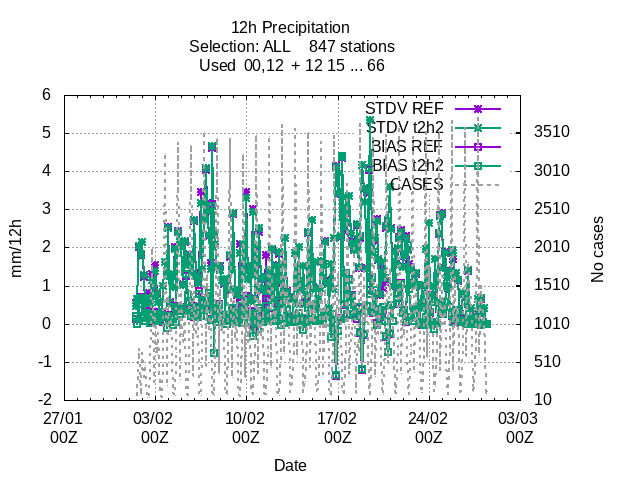 12h Precipitation
Selection: ALL 847 stations
Used 00,12 + 12 15 ... 66
STDV REF
STDV t2h2
BIAS REF
BIAS t2h2
CASES
6
5
4
3
2
1
0
-1
-2
mm/12h
3510
3010
2510
2010
1510
1010
510
10
No cases
27/01 03/02 10/02 17/02 24/02 03/03
00Z 00Z 00Z 00Z 00Z 00Z
Date